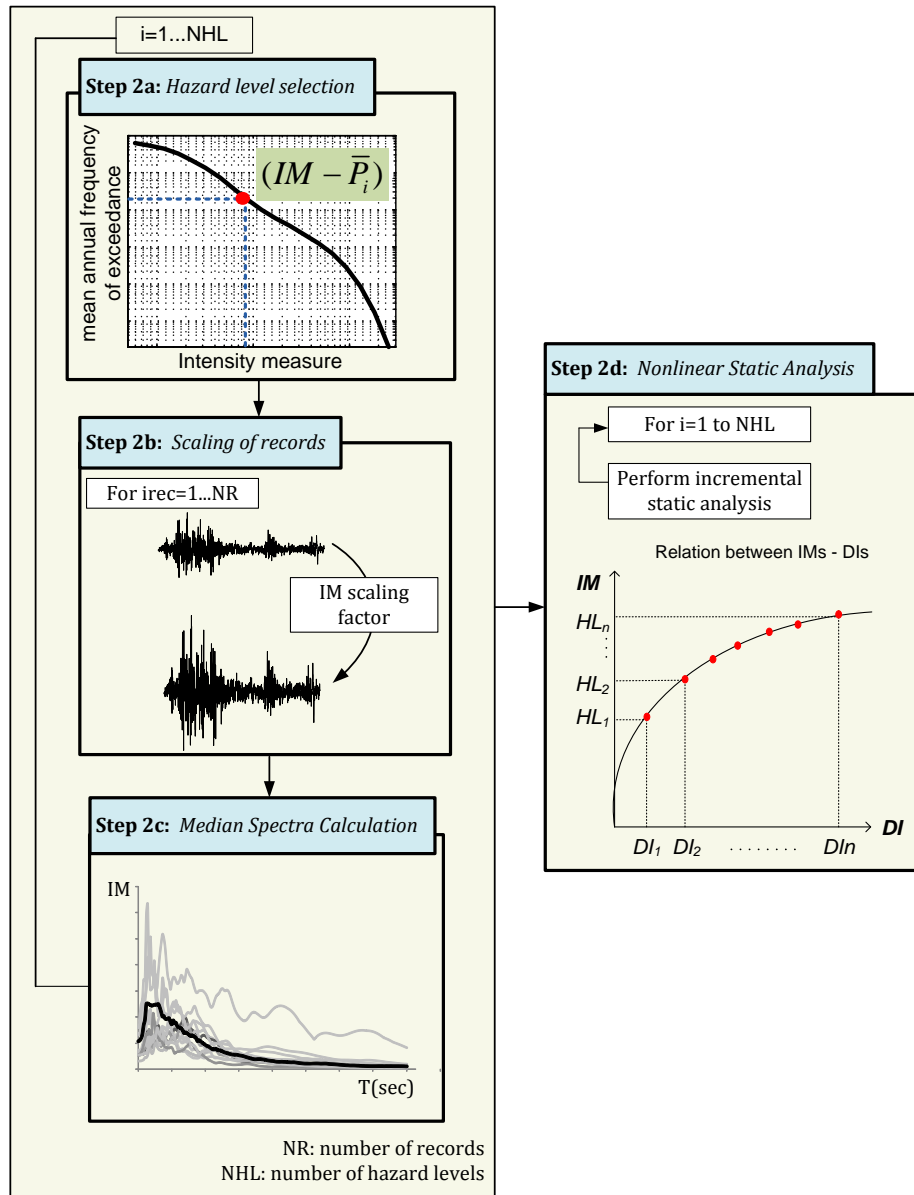 i=1...NHL
Step 2a: Hazard level selection
mean annual frequency
of exceedance
(IM − P̅i)
Intensity measure
Step 2b: Scaling of records
For irec=1...NR
IM scaling
factor
Step 2c: Median Spectra Calculation
IM
T(sec)
NR: number of records
NHL: number of hazard levels
Step 2d: Nonlinear Static Analysis
For i=1 to NHL
Perform incremental
static analysis
Relation between IMs - DIs
IM
HLn
HL2
HL1
DI
DI1 DI2 . . . . . . . . DIn